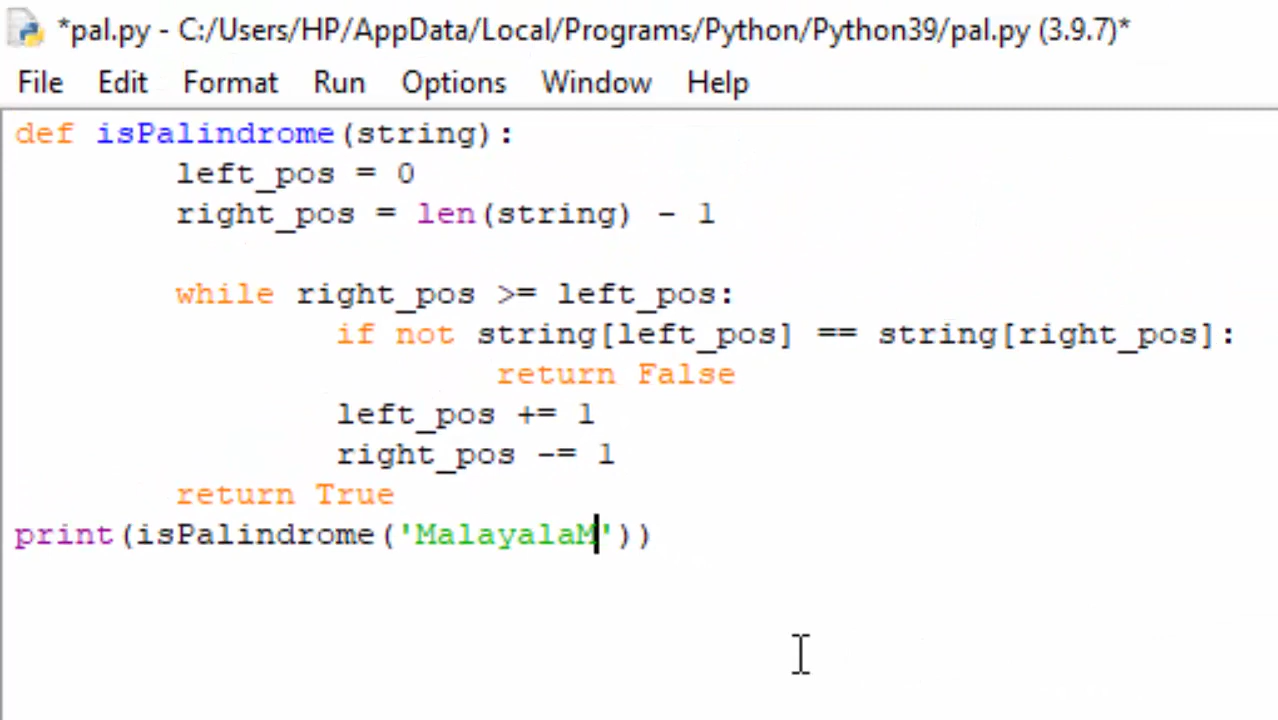 *pal.py - C:/Users/HP/AppData/Local/Programs/Python/Python39/pal.py (3.9.7)*
File Edit Format Run Options Window Help
def isPalindrome(string):
        left_pos = 0
        right_pos = len(string) - 1

        while right_pos >= left_pos:
                if not string[left_pos] == string[right_pos]:
                        return False
                left_pos += 1
                right_pos -= 1
        return True
print(isPalindrome('MalayalaM'))